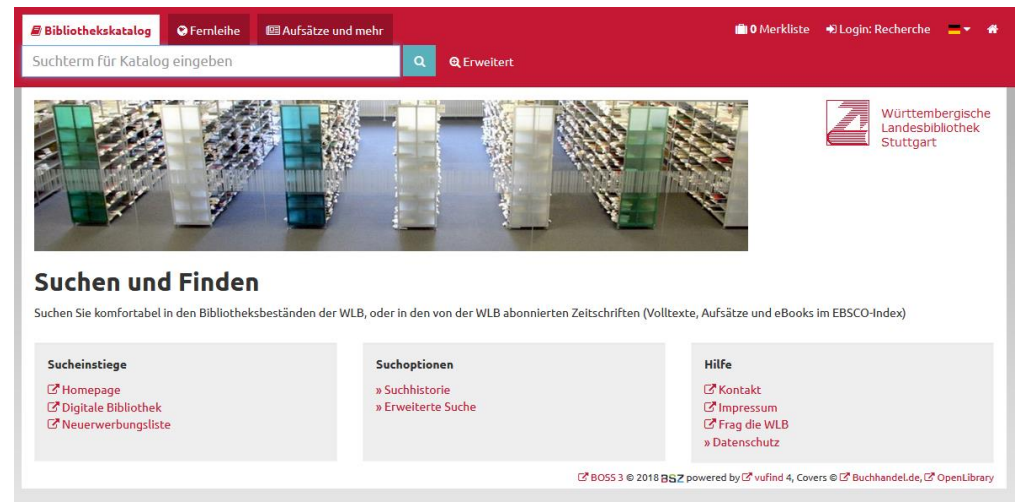 Bibliothekskatalog Fernleihe Aufsätze und mehr 0 Merkliste Login: Recherche
Suchterm für Katalog eingeben Erweitert
Württembergische
Landesbibliothek
Stuttgart
Suchen und Finden
Suchen Sie komfortabel in den Bibliotheksbeständen der WLB, oder in den von der WLB abonnierten Zeitschriften (Volltexte, Aufsätze und eBooks im EBSCO-Index)
Sucheinstiege
Homepage
Digitale Bibliothek
Neuerwerbungsliste
Suchoptionen
» Suchhistorie
» Erweiterte Suche
Hilfe
Kontakt
Impressum
Frag die WLB
» Datenschutz
BOSS 3 © 2018 BSZ powered by vufind 4, Covers © Buchhandel.de, OpenLibrary